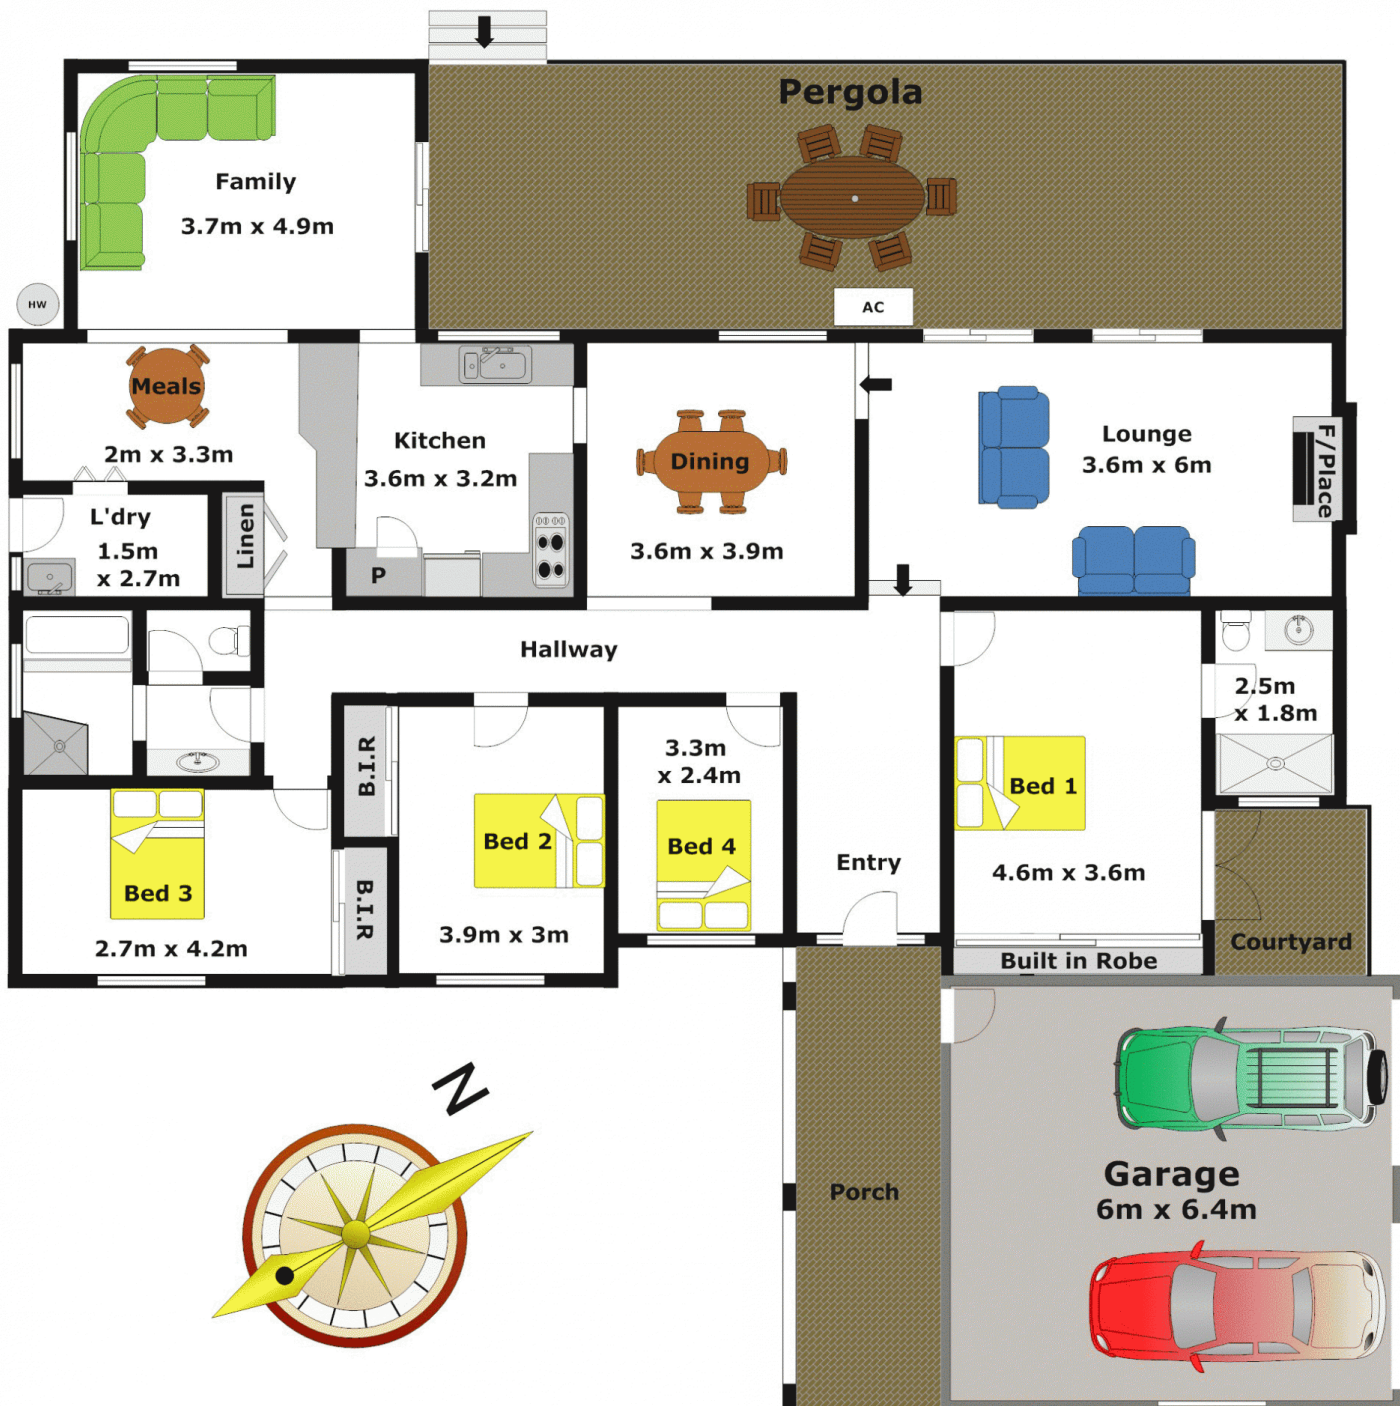 Pergola
Family
3.7m x 4.9m
HW
AC
Meals
2m x 3.3m
Kitchen
3.6m x 3.2m
Dining
3.6m x 3.9m
Lounge
3.6m x 6m
F/Place
L'dry
1.5m
x 2.7m
Linen
P
Hallway
2.5m
x 1.8m
B.I.R
3.3m
x 2.4m
Bed 1
4.6m x 3.6m
Bed 2
3.9m x 3m
Bed 4
Entry
Bed 3
2.7m x 4.2m
B.I.R
Built in Robe
Courtyard
N
Porch
Garage
6m x 6.4m